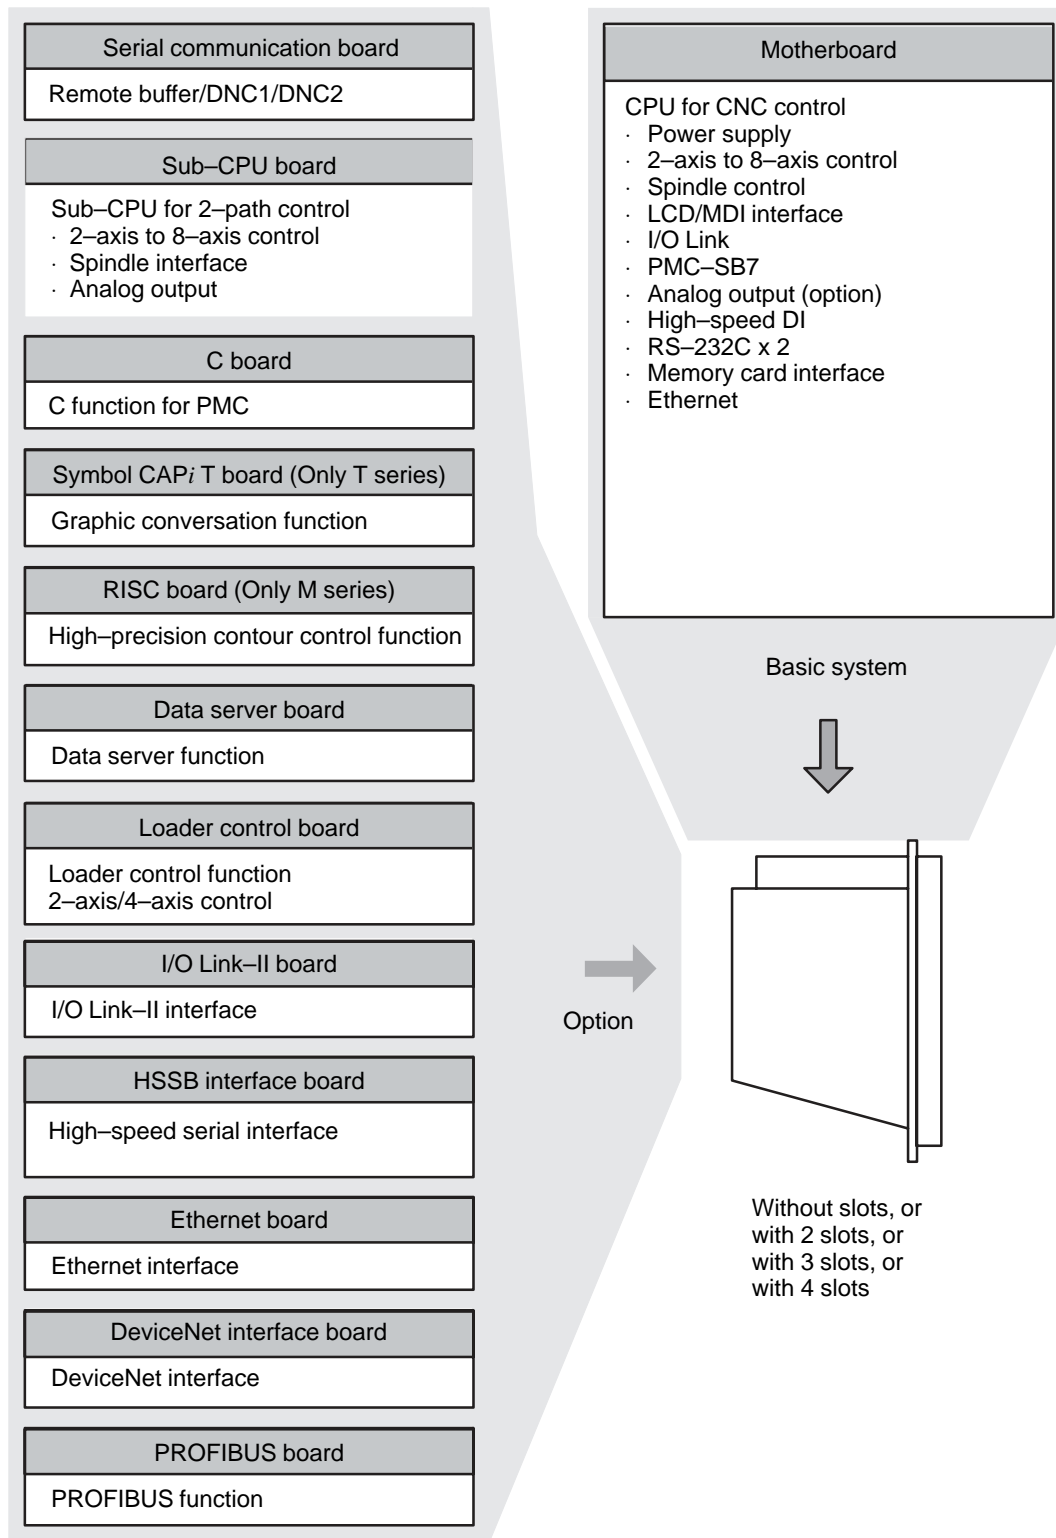 Serial communication board
Remote buffer/DNC1/DNC2
Sub–CPU board
Sub–CPU for 2–path control
· 2–axis to 8–axis control
· Spindle interface
· Analog output
C board
C function for PMC
Symbol CAPi T board (Only T series)
Graphic conversation function
RISC board (Only M series)
High–precision contour control function
Data server board
Data server function
Loader control board
Loader control function
2–axis/4–axis control
I/O Link–II board
I/O Link–II interface
HSSB interface board
High–speed serial interface
Ethernet board
Ethernet interface
DeviceNet interface board
DeviceNet interface
PROFIBUS board
PROFIBUS function
Option
Motherboard
CPU for CNC control
· Power supply
· 2–axis to 8–axis control
· Spindle control
· LCD/MDI interface
· I/O Link
· PMC–SB7
· Analog output (option)
· High–speed DI
· RS–232C x 2
· Memory card interface
· Ethernet
Basic system
Without slots, or
with 2 slots, or
with 3 slots, or
with 4 slots